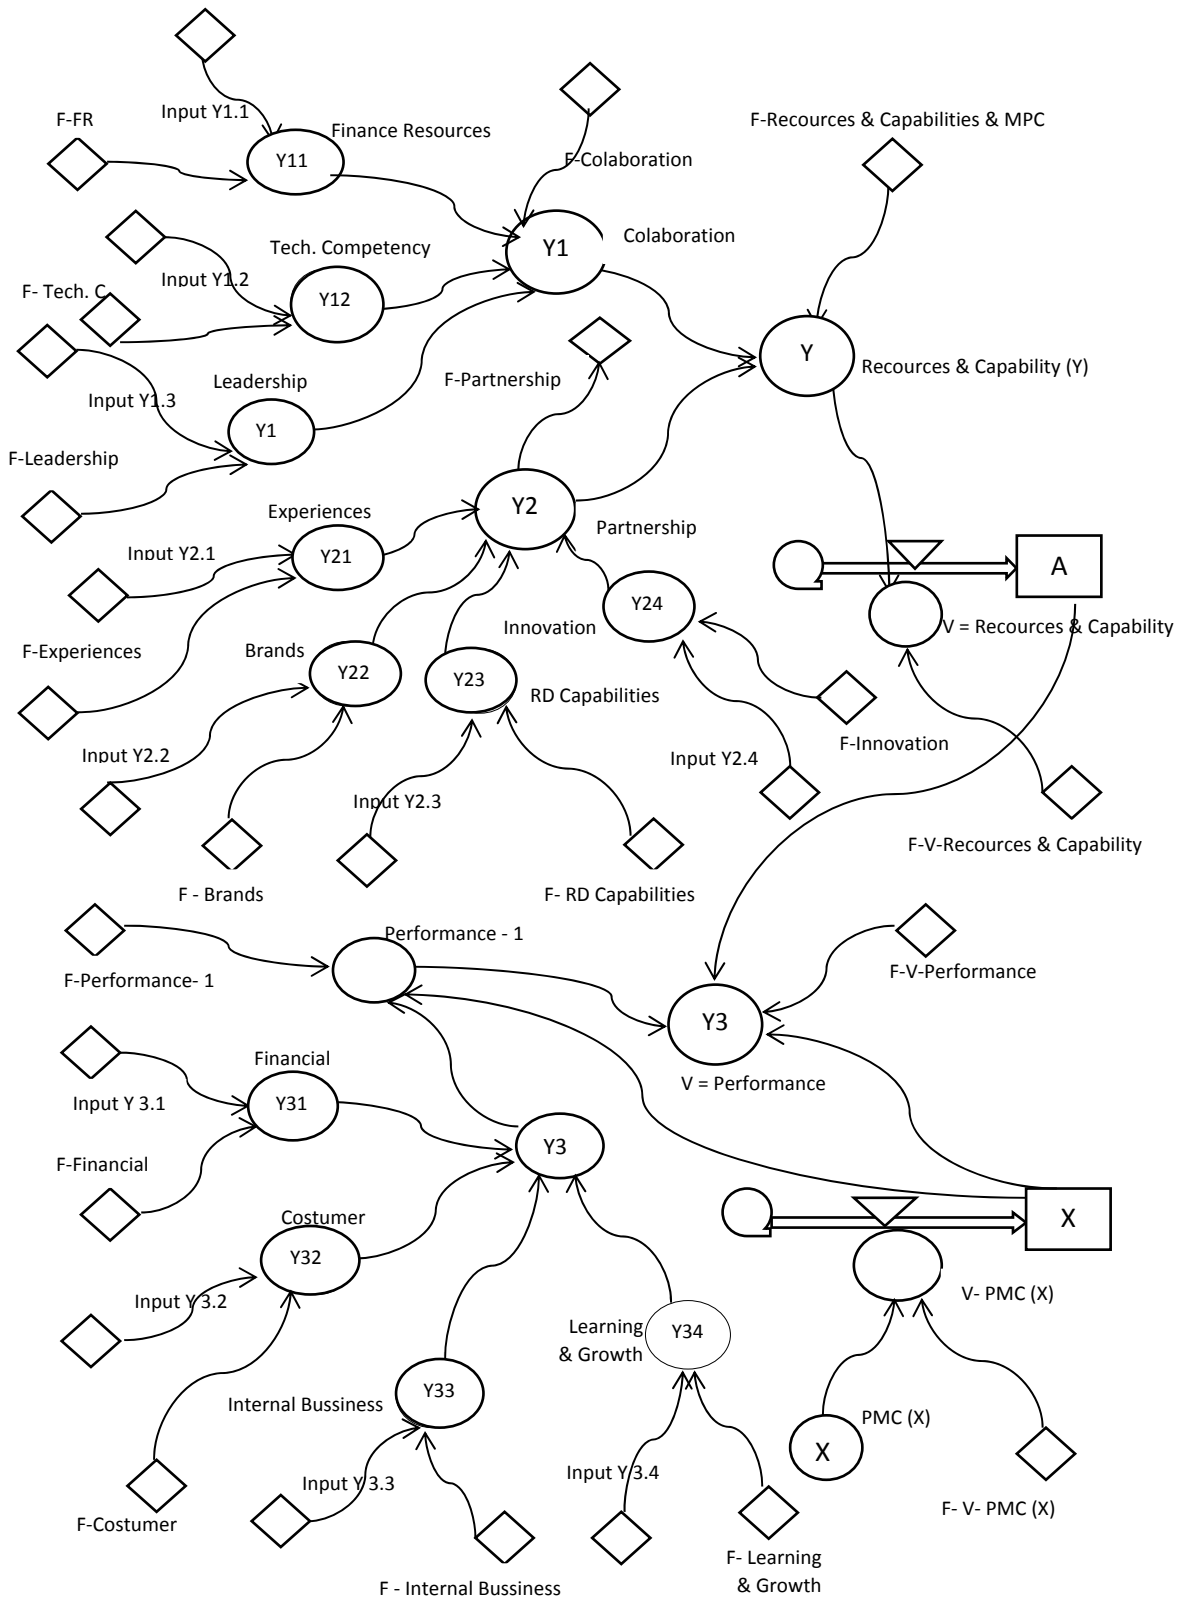 Input Y1.1
F-FR
Finance Resources
F-Recources & Capabilities & MPC
Y11
F-Colaboration
Colaboration
Y1
Tech. Competency
Input Y1.2
F- Tech. C
Y12
Y
Recources & Capability (Y)
Leadership
F-Partnership
Input Y1.3
Y1
F-Leadership
Experiences
Y2
Partnership
Input Y2.1
Y21
A
Y24
Innovation
V = Recources & Capability
F-Experiences
Brands
Y22
Y23
RD Capabilities
F-Innovation
Input Y2.2
Input Y2.4
Input Y2.3
F-V-Recources & Capability
F - Brands
F- RD Capabilities
Performance - 1
F-Performance- 1
F-V-Performance
Y3
Financial
V = Performance
Input Y 3.1
Y31
F-Financial
Y3
Costumer
X
Y32
Input Y 3.2
V- PMC (X)
Learning
& Growth
Y34
Y33
Internal Bussiness
PMC (X)
X
Input Y 3.3
Input Y 3.4
F-Costumer
F- V- PMC (X)
F- Learning
& Growth
F - Internal Bussiness